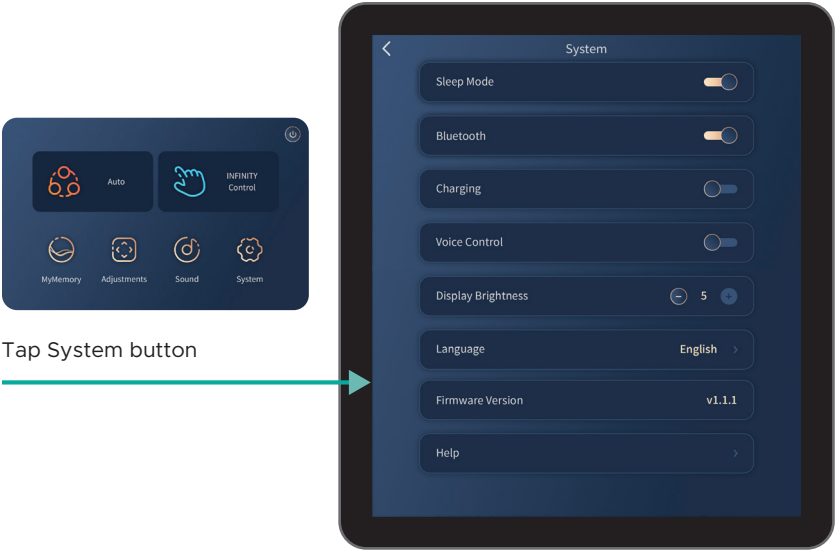 Auto
INFINITY
Control
MyMemory Adjustments Sound System
Tap System button
System
Sleep Mode
Bluetooth
Charging
Voice Control
Display Brightness 5
Language English
Firmware Version v1.1.1
Help